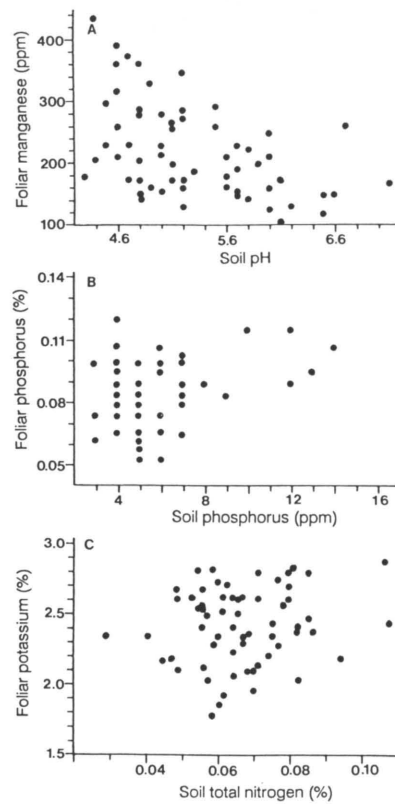 A
400
300
200
100
Foliar manganese (ppm)
4.6 5.6 6.6
Soil pH
B
0.14
0.11
0.08
0.05
Foliar phosphorus (%)
4 8 12 16
Soil phosphorus (ppm)
C
3.0
2.5
2.0
1.5
Foliar potassium (%)
0.04 0.06 0.08 0.10
Soil total nitrogen (%)